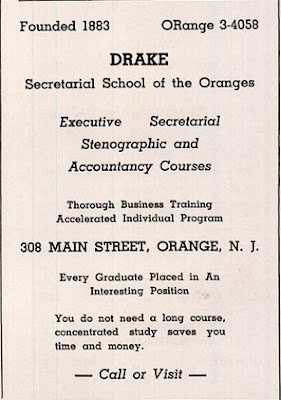 Founded 1883 ORange 3-4058
DRAKE
Secretarial School of the Oranges
Executive Secretarial
Stenographic and
Accountancy Courses
Thorough Business Training
Accelerated Individual Program
308 MAIN STREET, ORANGE, N. J.
Every Graduate Placed in An
Interesting Position
You do not need a long course,
concentrated study saves you
time and money.
— Call or Visit —